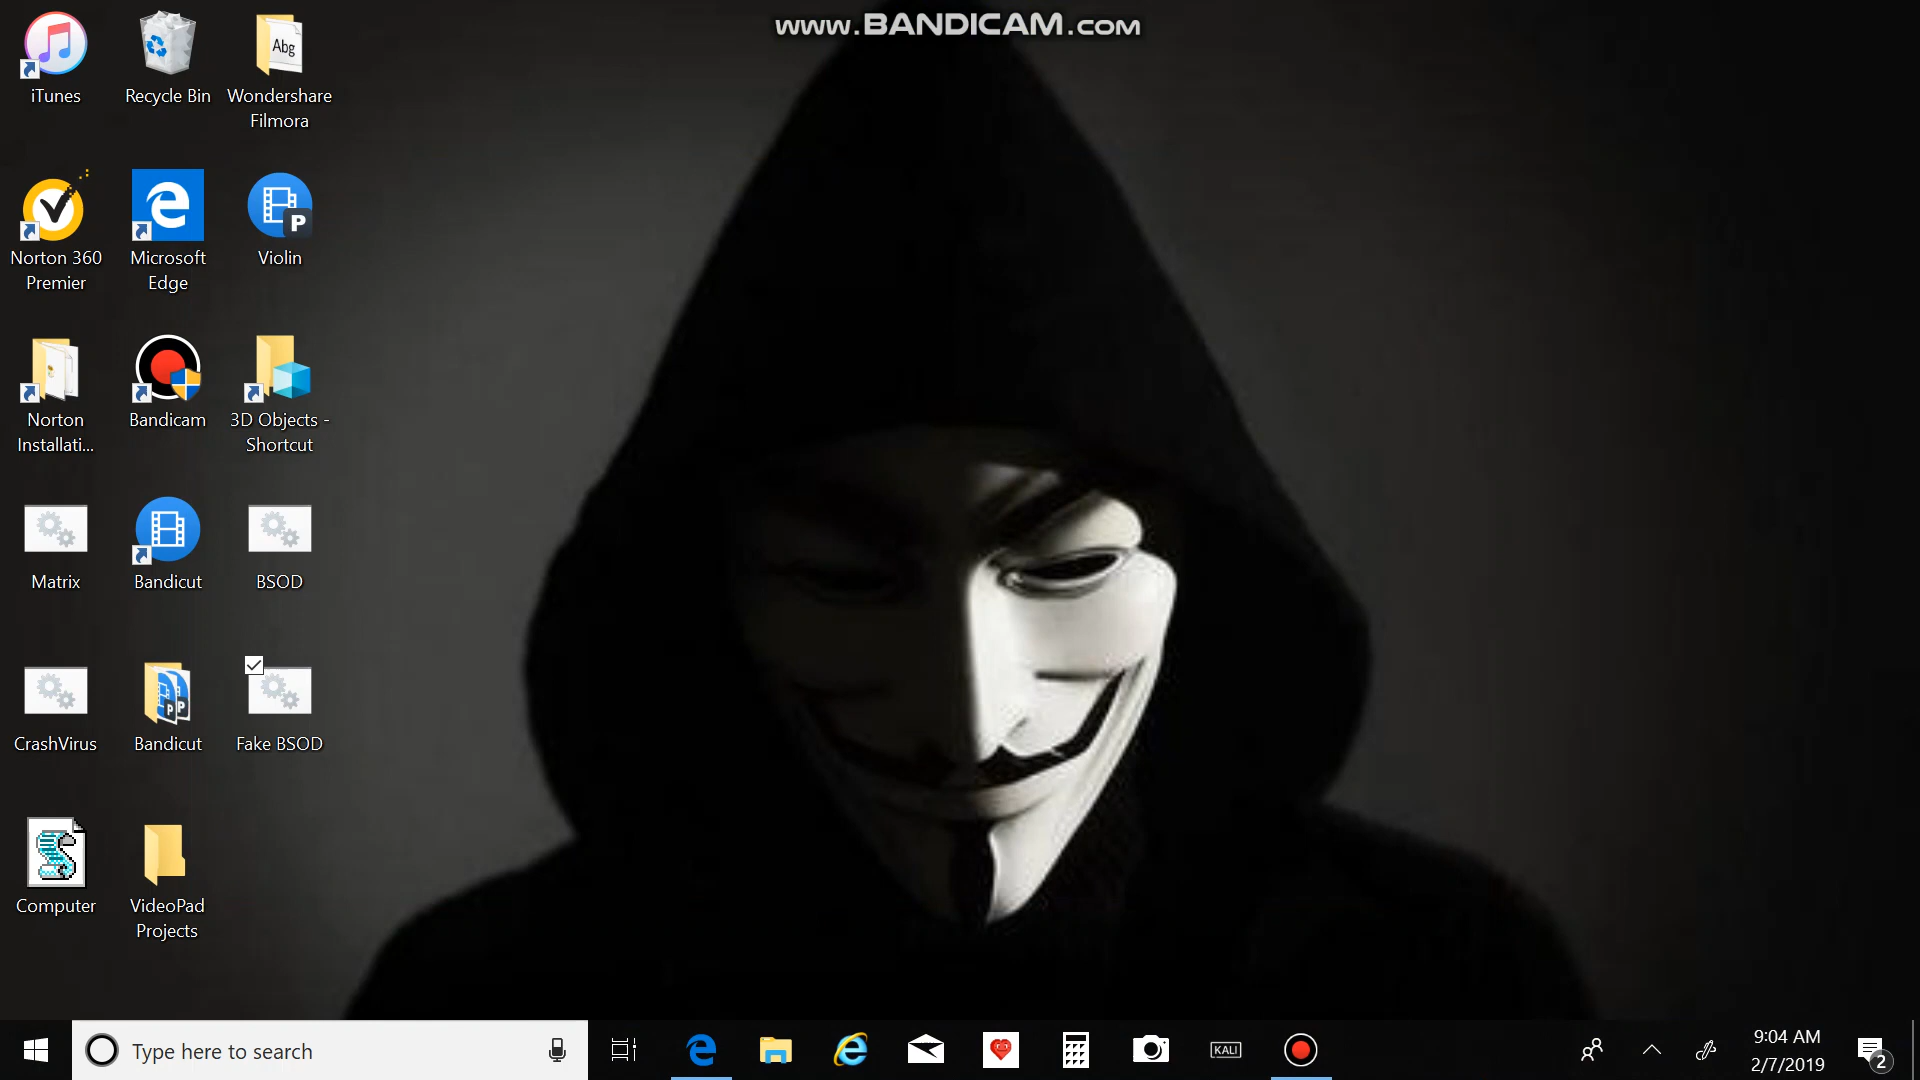 www.BANDICAM.com
iTunes
Recycle Bin
Wondershare
Filmora
Abg
Norton 360
Premier
Microsoft
Edge
Violin
P
Norton
Installati...
Bandicam
3D Objects -
Shortcut
Matrix
Bandicut
BSOD
CrashVirus
Bandicut
Fake BSOD
Computer
VideoPad
Projects
Type here to search
KALI
9:04 AM
2/7/2019
2